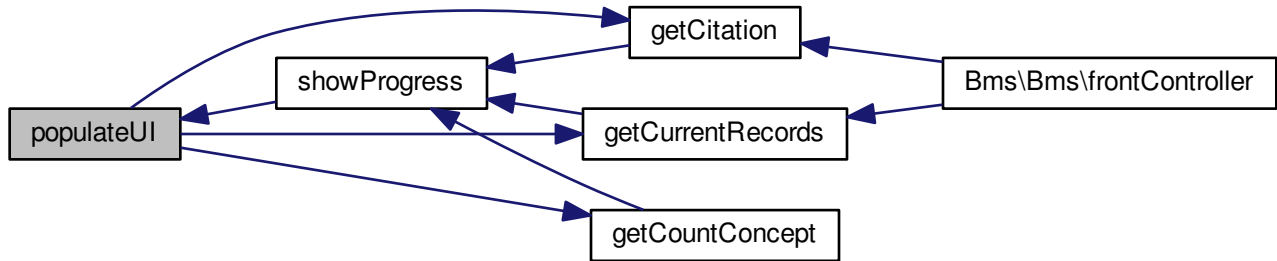 getCitation
showProgress
Bms\Bms\frontController
populateUI
getCurrentRecords
getCountConcept